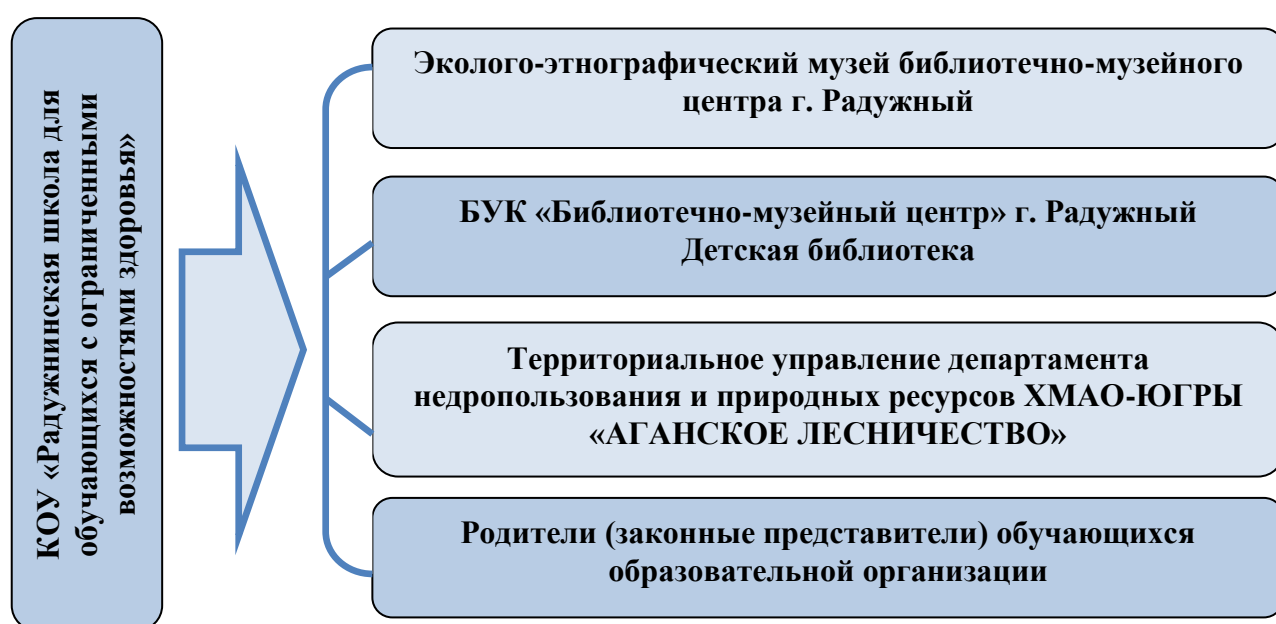 КОУ «Радужнинская школа для
обучающихся с ограниченными
возможностями здоровья»
Эколого-этнографический музей библиотечно-музейного
центра г. Радужный
БУК «Библиотечно-музейный центр» г. Радужный
Детская библиотека
Территориальное управление департамента
недропользования и природных ресурсов ХМАО-ЮГРЫ
«АГАНСКОЕ ЛЕСНИЧЕСТВО»
Родители (законные представители) обучающихся
образовательной организации